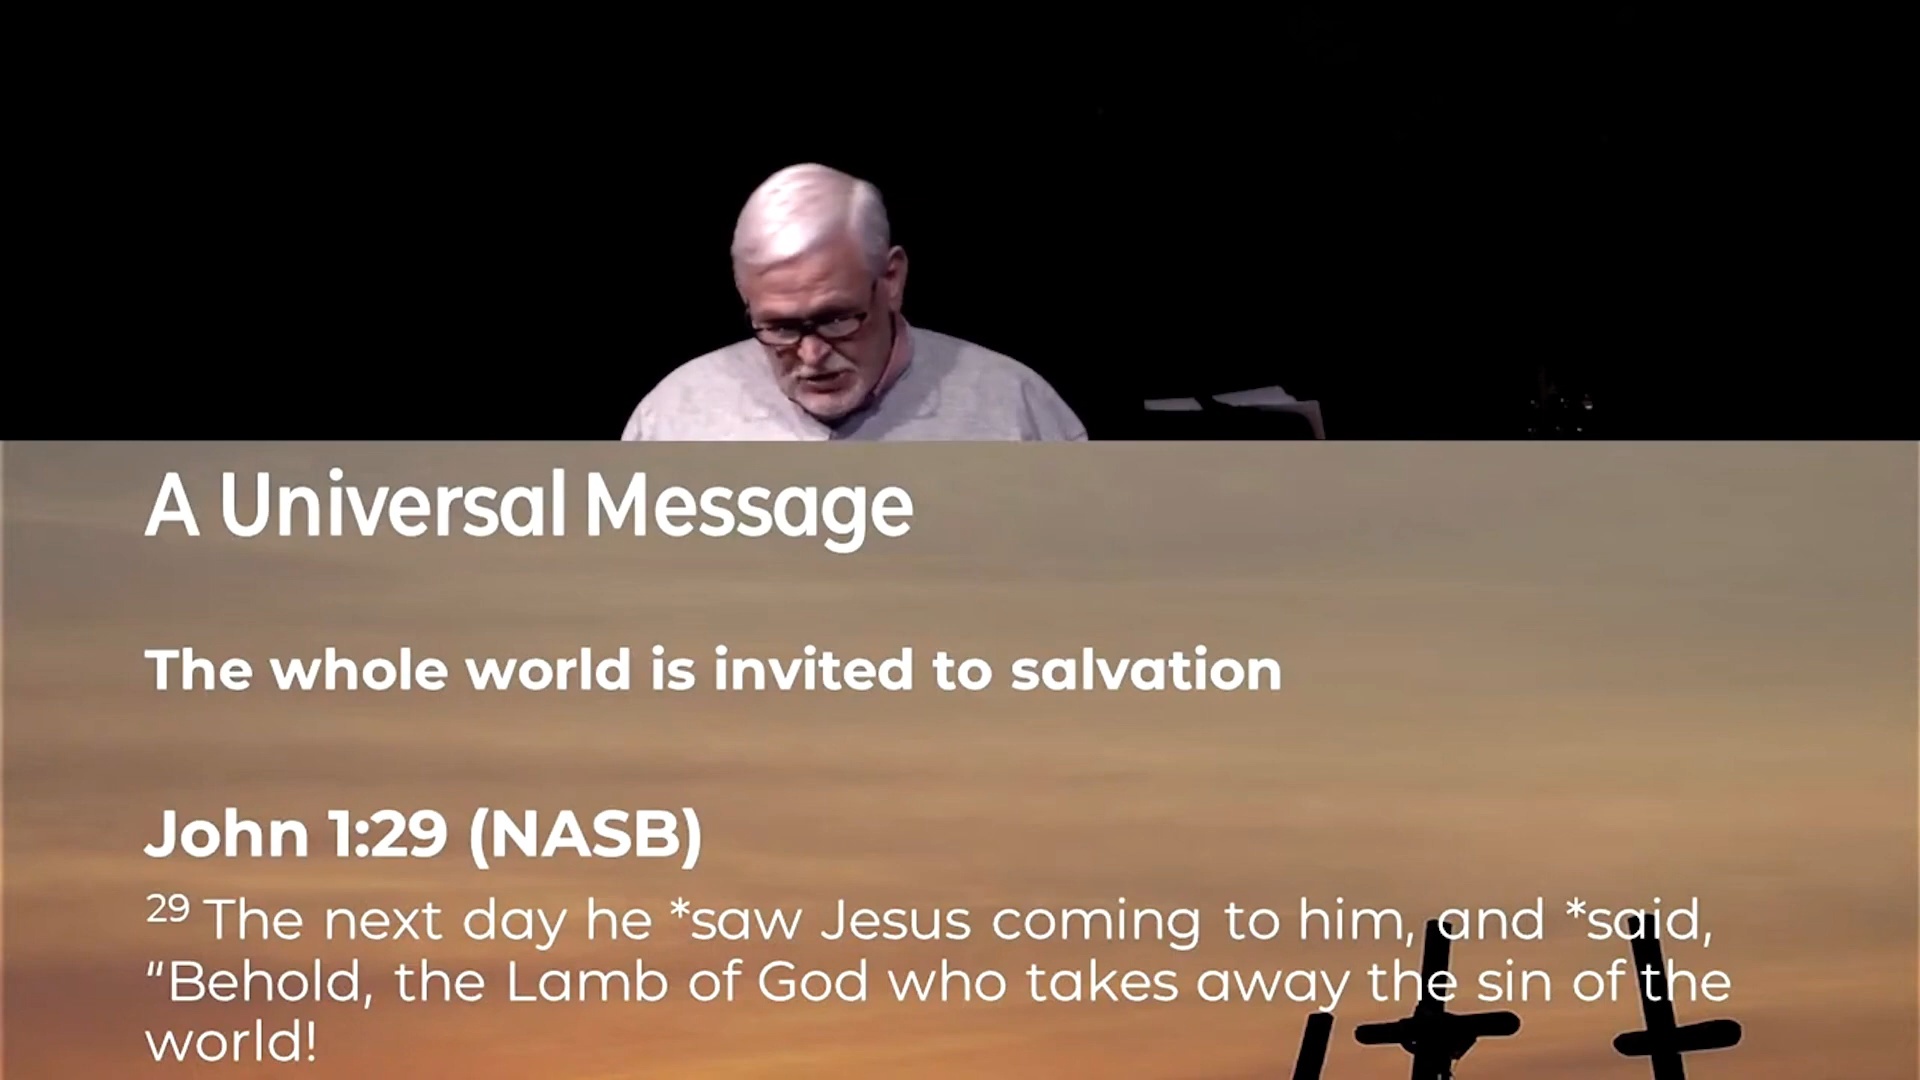 A Universal Message
The whole world is invited to salvation
John 1:29 (NASB)
29 The next day he *saw Jesus coming to him, and *said,
“Behold, the Lamb of God who takes away the sin of the
world!